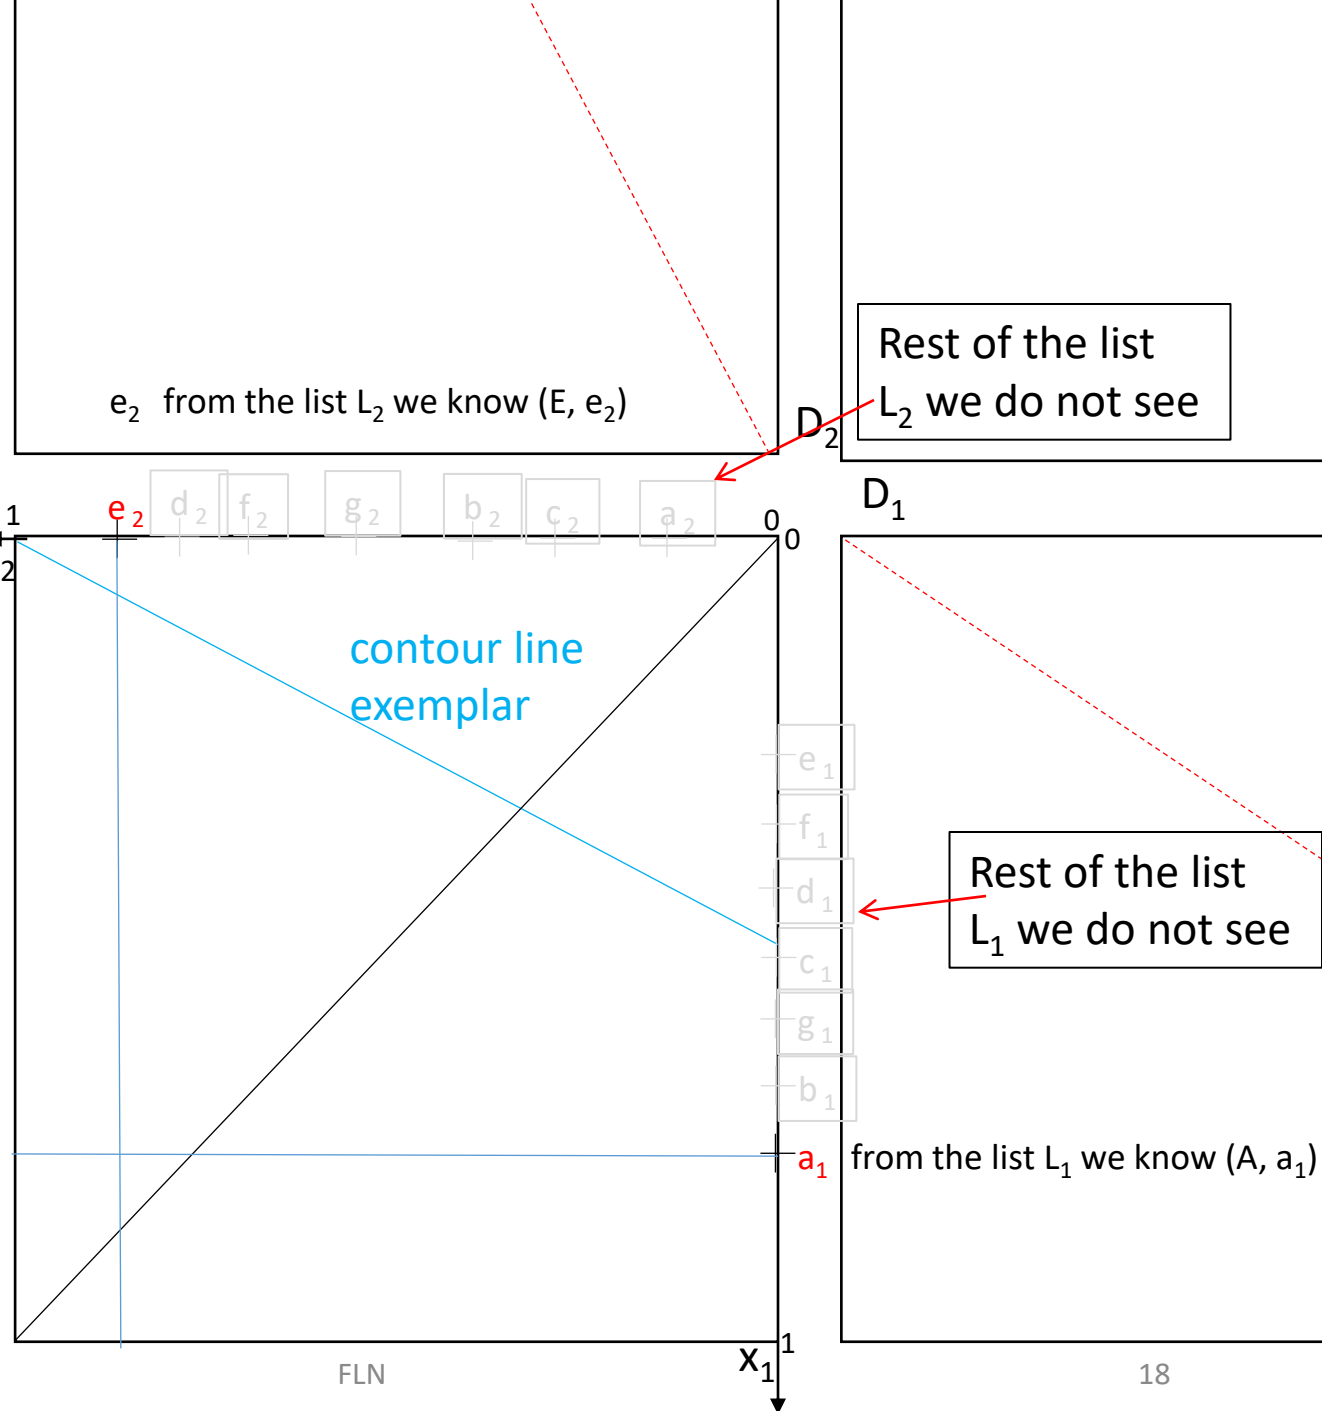 e₂ from the list L₂ we know (E, e₂)
Rest of the list
L₂ we do not see
D₂
D₁
1
e₂
d₂
f₂
g₂
b₂
c₂
a₂
0
0
2
contour line
exemplar
e₁
f₁
d₁
c₁
g₁
b₁
Rest of the list
L₁ we do not see
a₁ from the list L₁ we know (A, a₁)
1
x₁
FLN
18